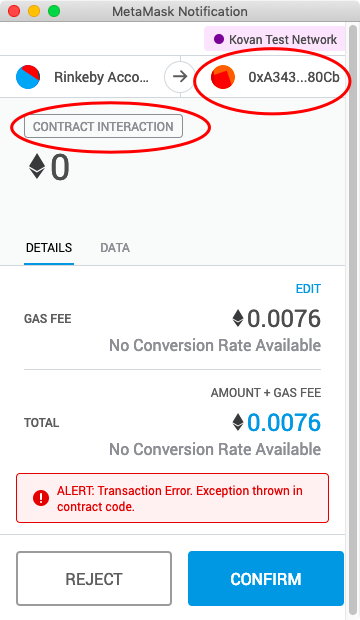 MetaMask Notification
Kovan Test Network
Rinkeby Acco...
0xA343...80Cb
CONTRACT INTERACTION
0
DETAILS
DATA
EDIT
GAS FEE
0.0076
No Conversion Rate Available
AMOUNT + GAS FEE
TOTAL
0.0076
No Conversion Rate Available
ALERT: Transaction Error. Exception thrown in
contract code.
REJECT
CONFIRM